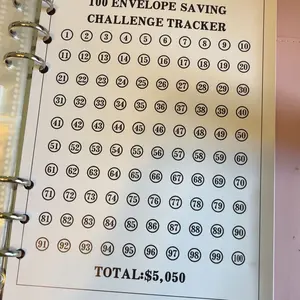 100 ENVELOPE SAVING
CHALLENGE TRACKER
1 2 3 4 5 6 7 8 9 10
11 12 13 14 15 16 17 18 19 20
21 22 23 24 25 26 27 28 29 30
31 32 33 34 35 36 37 38 39 40
41 42 43 44 45 46 47 48 49 50
51 52 53 54 55 56 57 58 59 60
61 62 63 64 65 66 67 68 69 70
71 72 73 74 75 76 77 78 79 80
81 82 83 84 85 86 87 88 89 90
91 92 93 94 95 96 97 98 99 100
TOTAL:$5,050